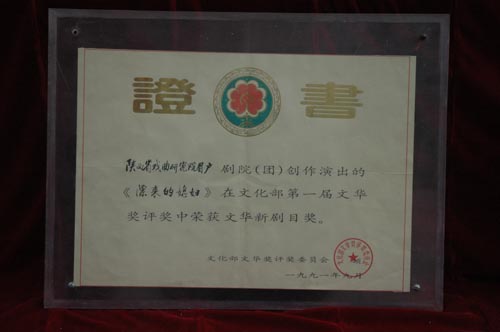 證書
陕西省戏曲研究院眉户 剧院(团)创作演出的
《漂来的媳妇》在文化部第一届文华
奖评奖中荣获文华新剧目奖。
文化部文华奖评奖委员会
一九九一年九月